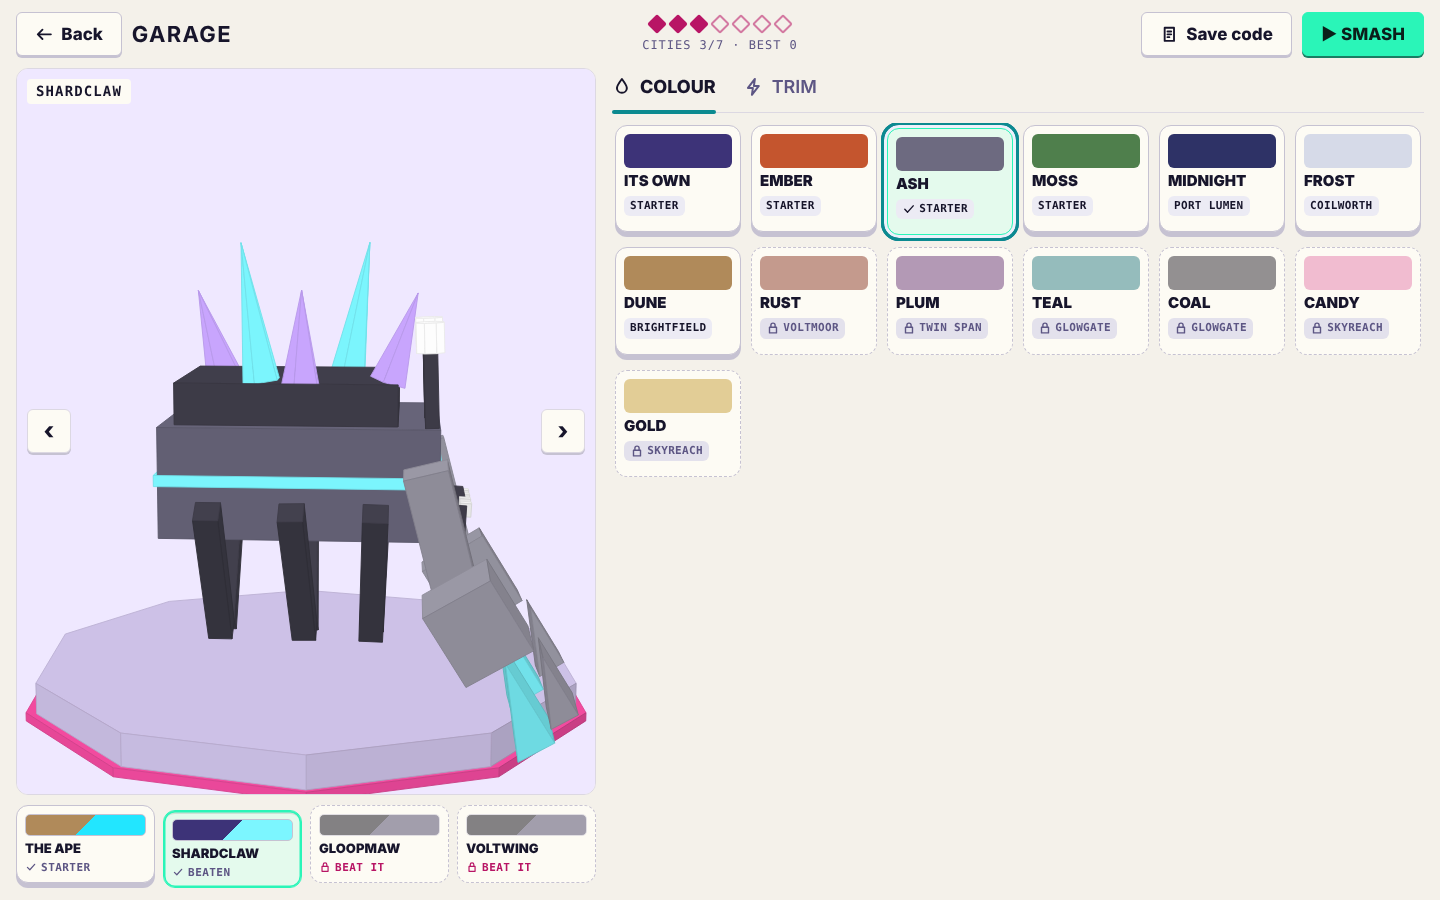 Back
GARAGE
CITIES 3/7 · BEST 0
Save code
SMASH
SHARDCLAW
COLOUR
TRIM
ITS OWN
STARTER
EMBER
STARTER
ASH
STARTER
MOSS
STARTER
MIDNIGHT
PORT LUMEN
FROST
COILWORTH
DUNE
BRIGHTFIELD
RUST
VOLTMOOR
PLUM
TWIN SPAN
TEAL
GLOWGATE
COAL
GLOWGATE
CANDY
SKYREACH
GOLD
SKYREACH
THE APE
STARTER
SHARDCLAW
BEATEN
GLOOPMAW
BEAT IT
VOLTWING
BEAT IT